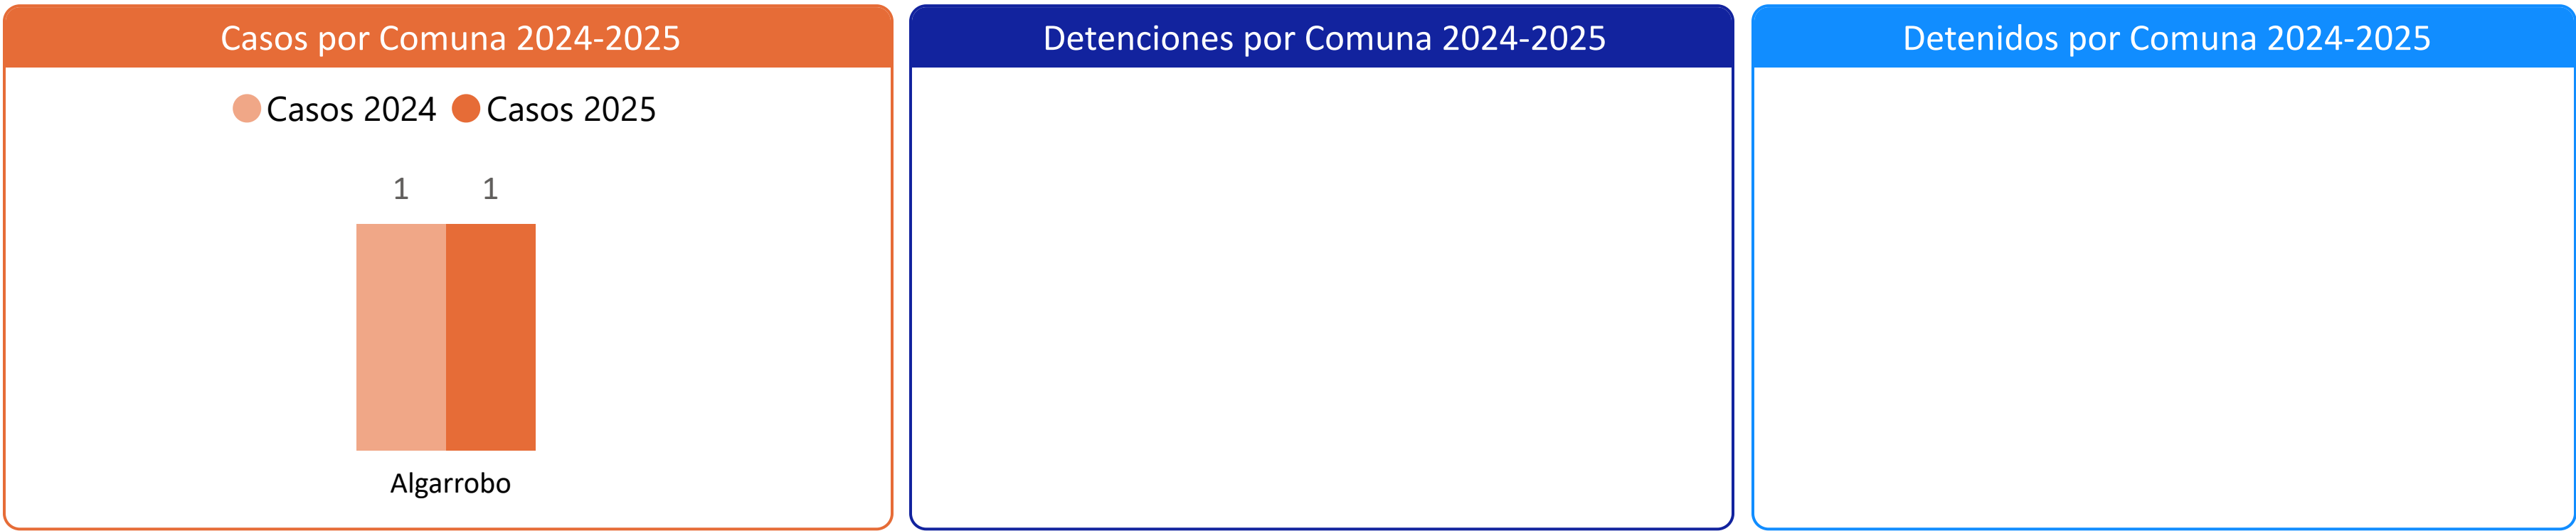 Casos por Comuna 2024-2025
Casos 2024 Casos 2025
1 1
Algarrobo
Detenciones por Comuna 2024-2025
Detenidos por Comuna 2024-2025